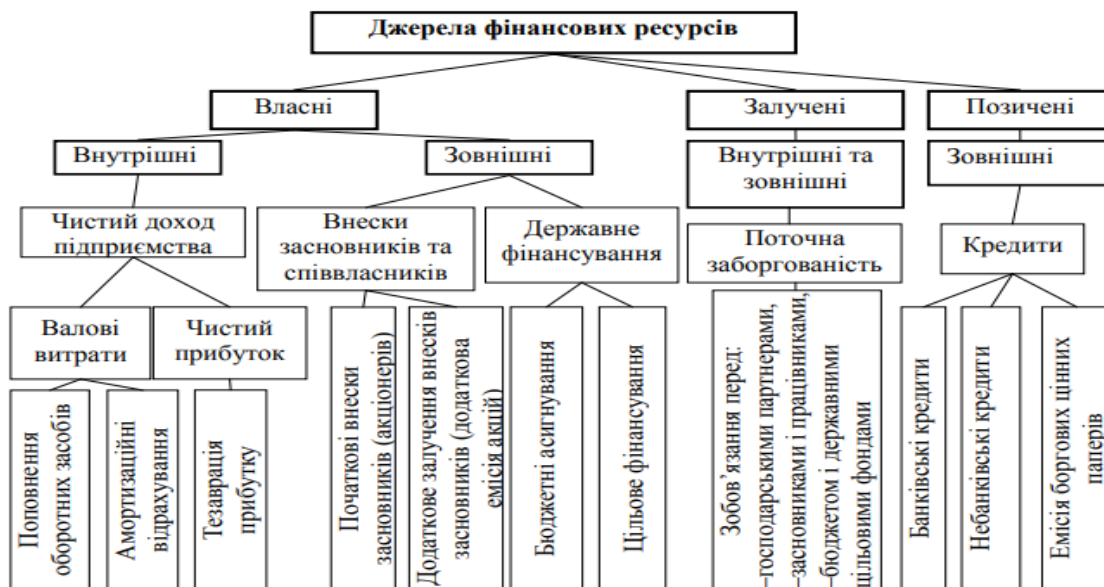 Джерела фінансових ресурсів
Власні
Залучені
Позичені
Внутрішні
Зовнішні
Внутрішні та
зовнішні
Зовнішні
Чистий доход
підприємства
Внески
засновників та
співвласників
Державне
фінансування
Поточна
заборгованість
Кредити
Валові
витрати
Чистий
прибуток
Поповнення
оборотних засобів
Амортизаційні
відрахування
Тезаврація
прибутку
Початкові внески
засновників (акціонерів)
Додаткове залучення внесків
засновників (додаткова
емісія акцій)
Бюджетні асигнування
Цільове фінансування
Зобов’язання перед:
–господарськими партнерами,
–засновниками і працівниками,
–бюджетом і державними
цільовими фондами
Банківські кредити
Небанківські кредити
Емісія боргових цінних
паперів